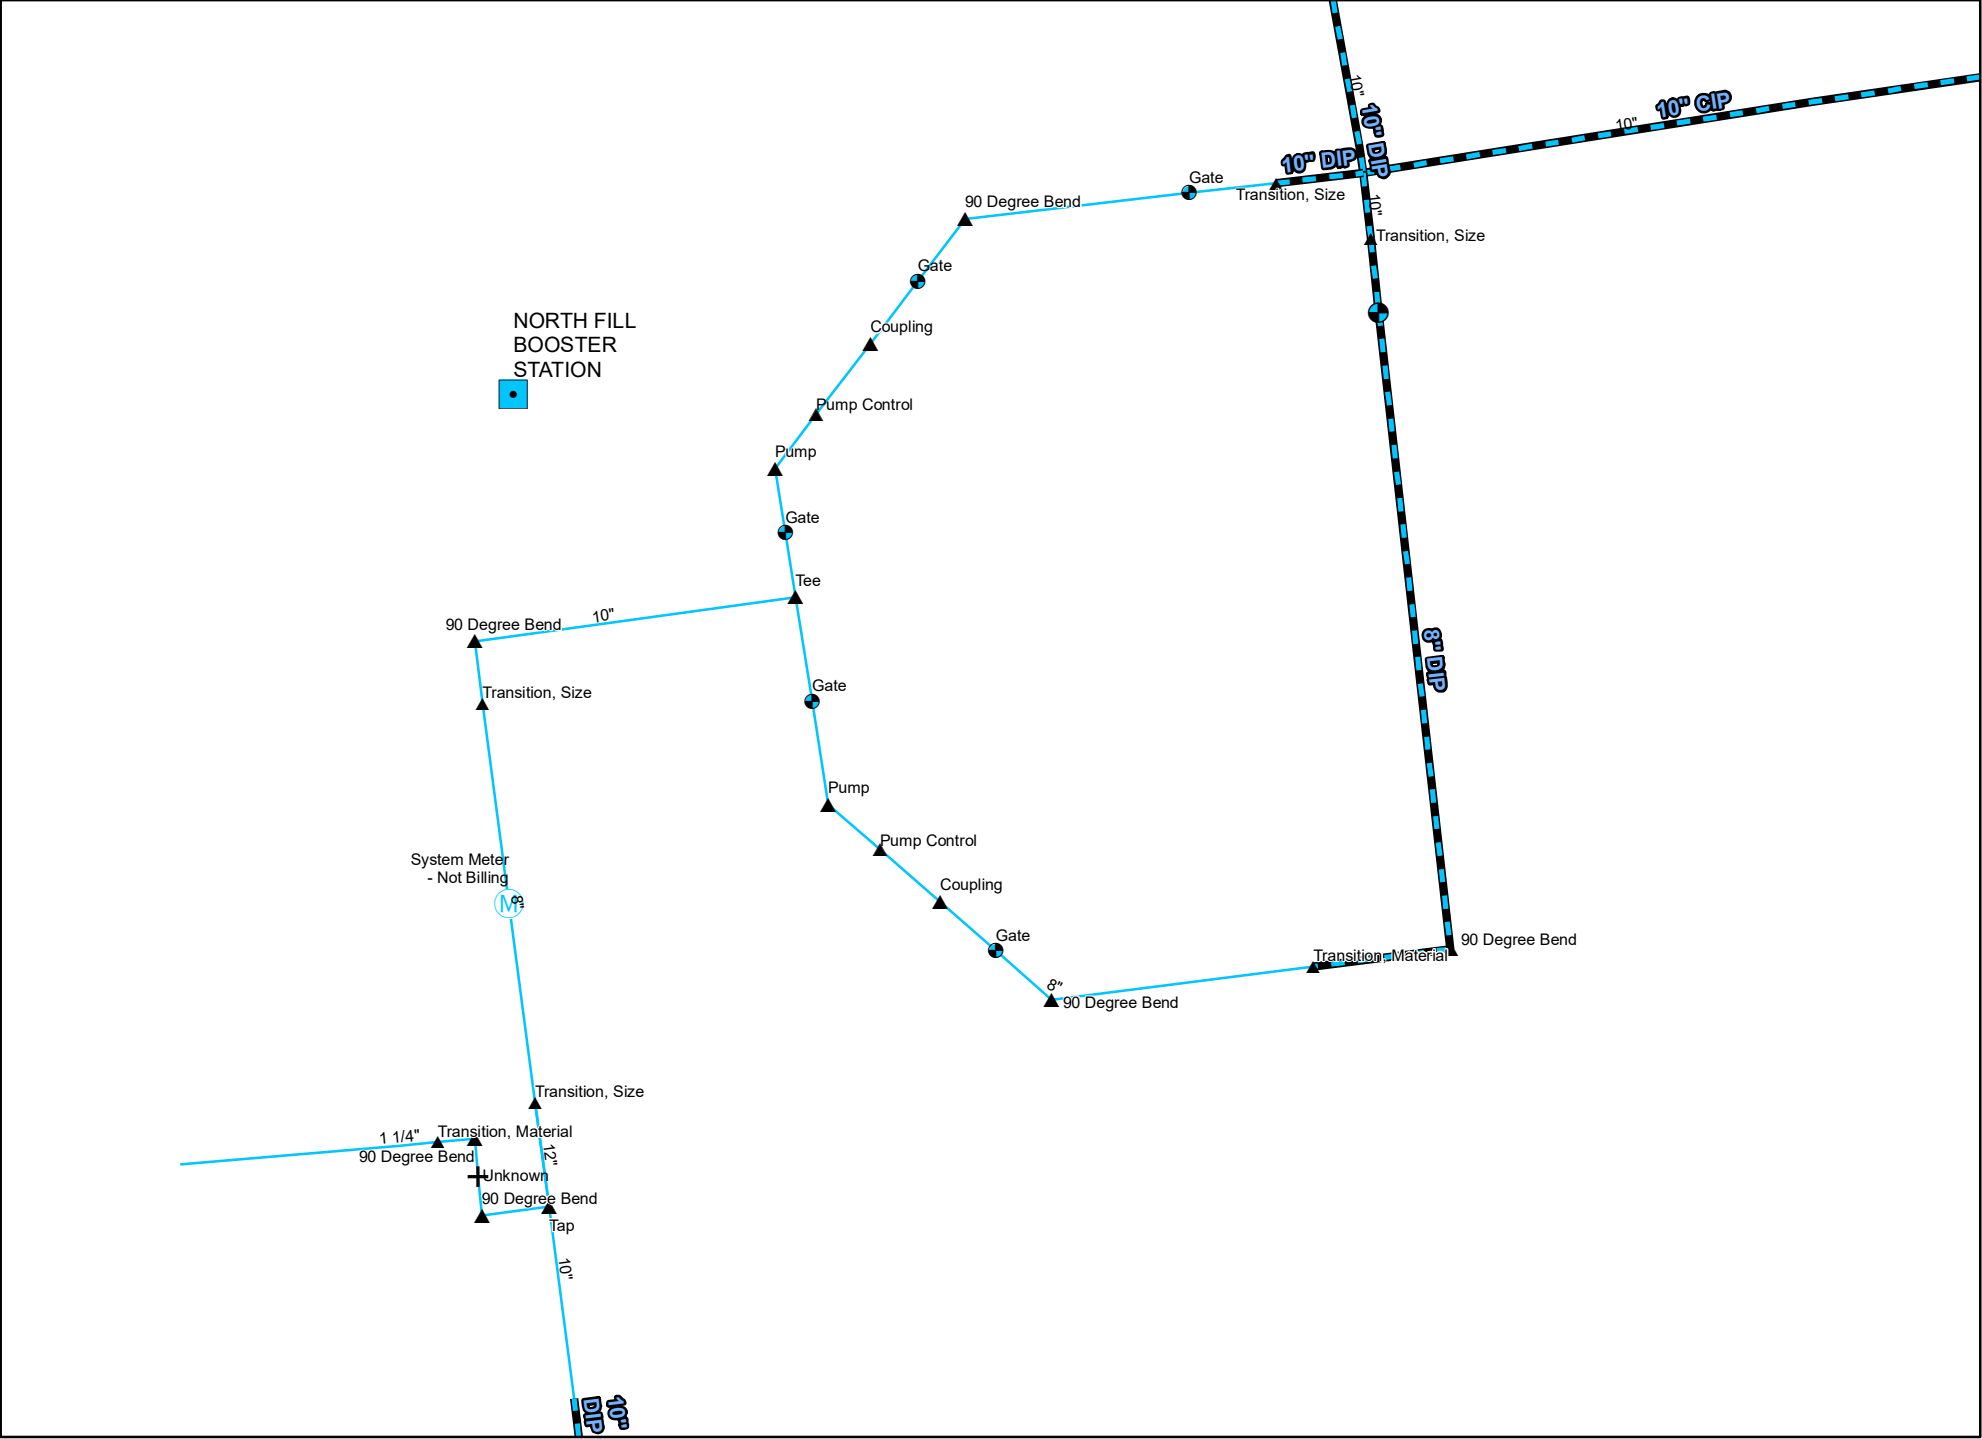 10"
10" CIP
10"
10" DIP
10" DIP
Gate
Transition, Size
90 Degree Bend
10"
Transition, Size
Gate
NORTH FILL
BOOSTER
STATION
Coupling
Pump Control
Pump
Gate
Tee
10"
90 Degree Bend
8" DIP
Gate
Transition, Size
Pump
Pump Control
System Meter
- Not Billing
M
8"
Coupling
Gate
90 Degree Bend
Transition, Material
8"
90 Degree Bend
Transition, Size
1 1/4"
Transition, Material
90 Degree Bend
12"
Unknown
90 Degree Bend
Tap
10"
10"
DIP